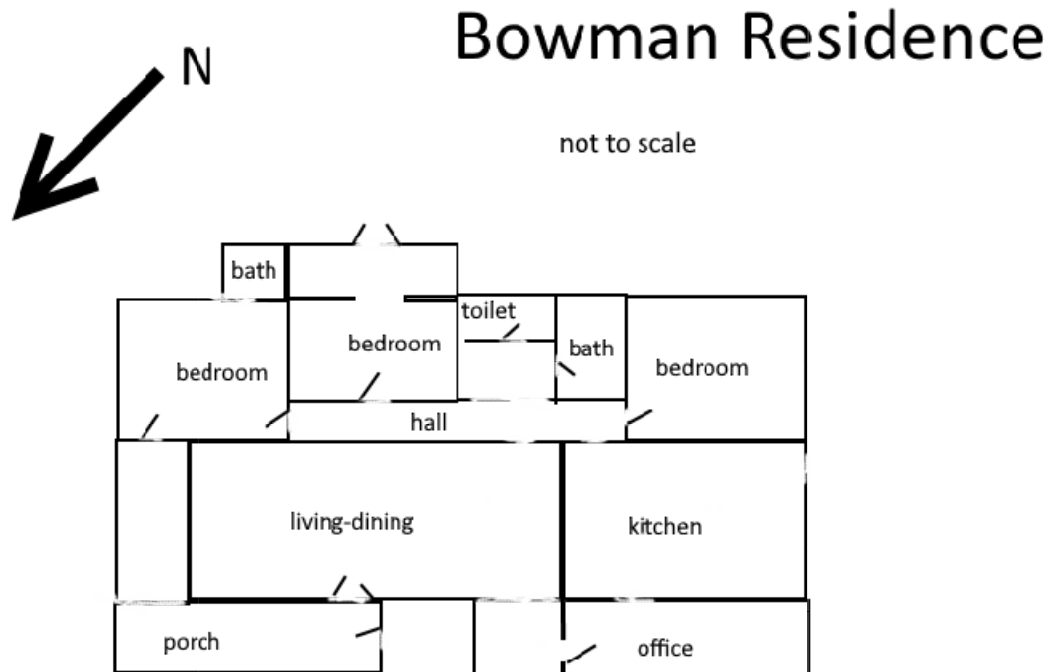 Bowman Residence
N
not to scale
bath
toilet
bedroom
bath
bedroom
bedroom
hall
living-dining
kitchen
porch
office